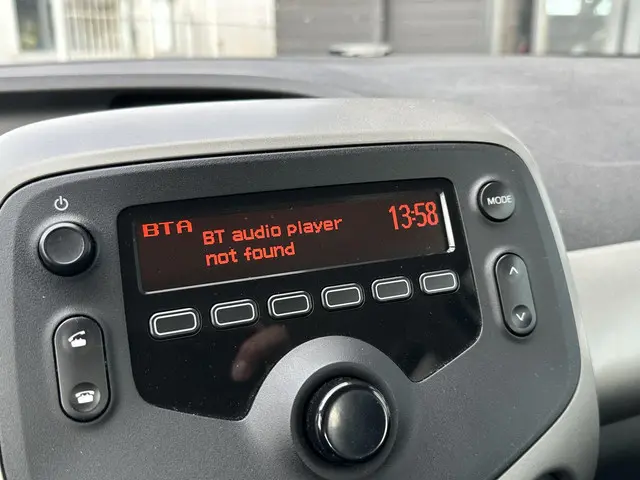 BTA
BT audio player
not found
13:58
MODE